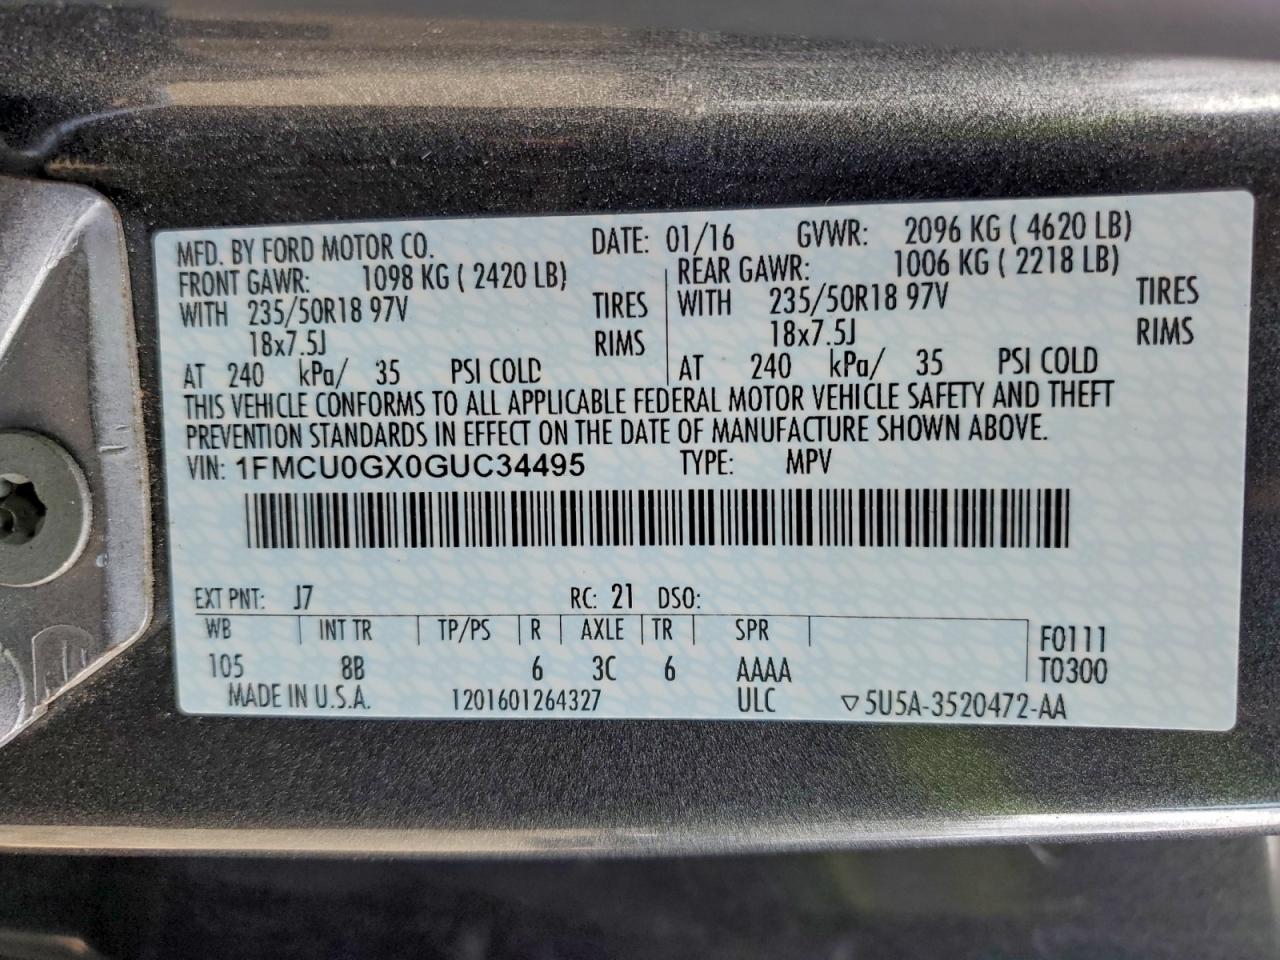 MFD. BY FORD MOTOR CO. DATE: 01/16 GVWR: 2096 KG ( 4620 LB)
FRONT GAWR: 1098 KG ( 2420 LB) REAR GAWR: 1006 KG ( 2218 LB)
WITH 235/50R18 97V TIRES WITH 235/50R18 97V TIRES
18x7.5J RIMS 18x7.5J RIMS
AT 240 kPa/ 35 PSI COLD AT 240 kPa/ 35 PSI COLD
THIS VEHICLE CONFORMS TO ALL APPLICABLE FEDERAL MOTOR VEHICLE SAFETY AND THEFT
PREVENTION STANDARDS IN EFFECT ON THE DATE OF MANUFACTURE SHOWN ABOVE.
VIN: 1FMCU0GX0GUC34495 TYPE: MPV
EXT PNT: J7 RC: 21 DSO:
WB INT TR TP/PS R AXLE TR SPR F0111
105 8B 6 3C 6 AAAA T0300
MADE IN U.S.A. 1201601264327 ULC ▽5U5A-3520472-AA